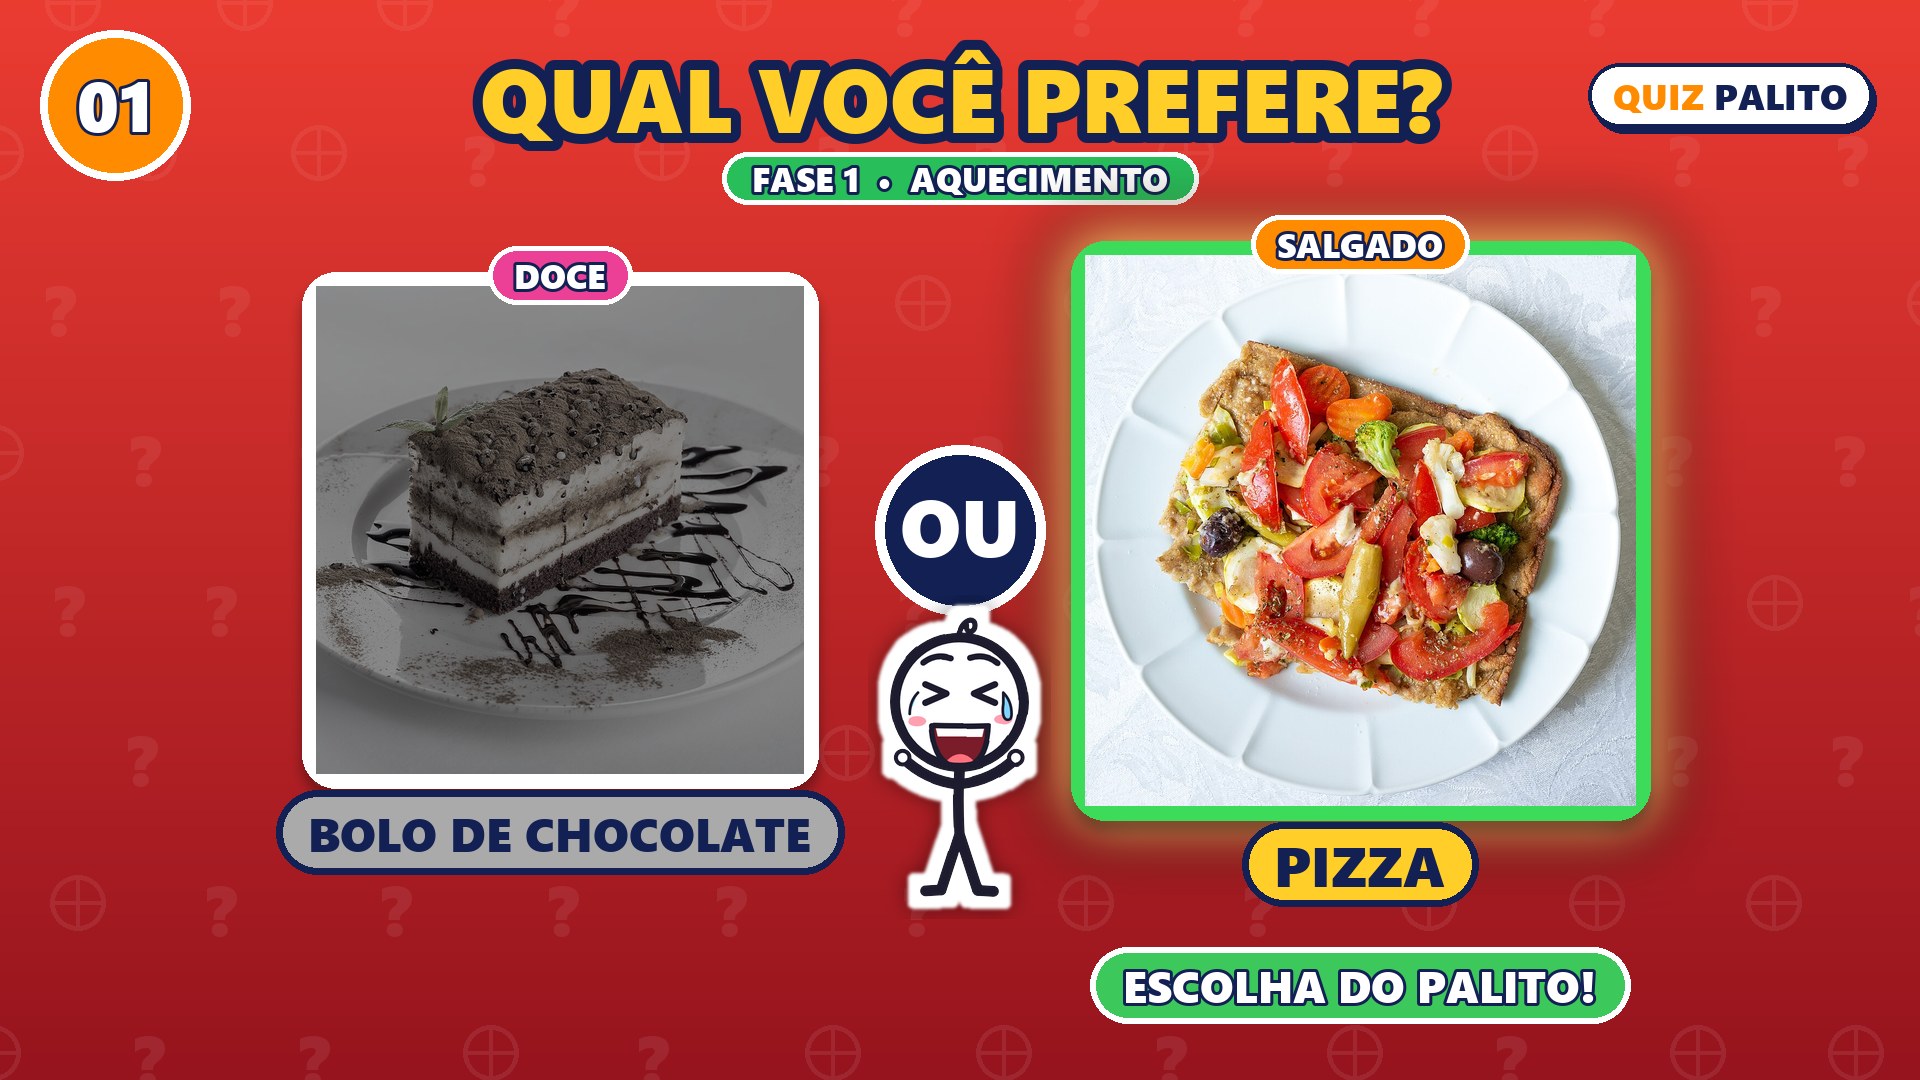 01
QUAL VOCÊ PREFERE?
QUIZ PALITO
FASE 1 • AQUECIMENTO
DOCE
SALGADO
OU
BOLO DE CHOCOLATE
PIZZA
ESCOLHA DO PALITO!